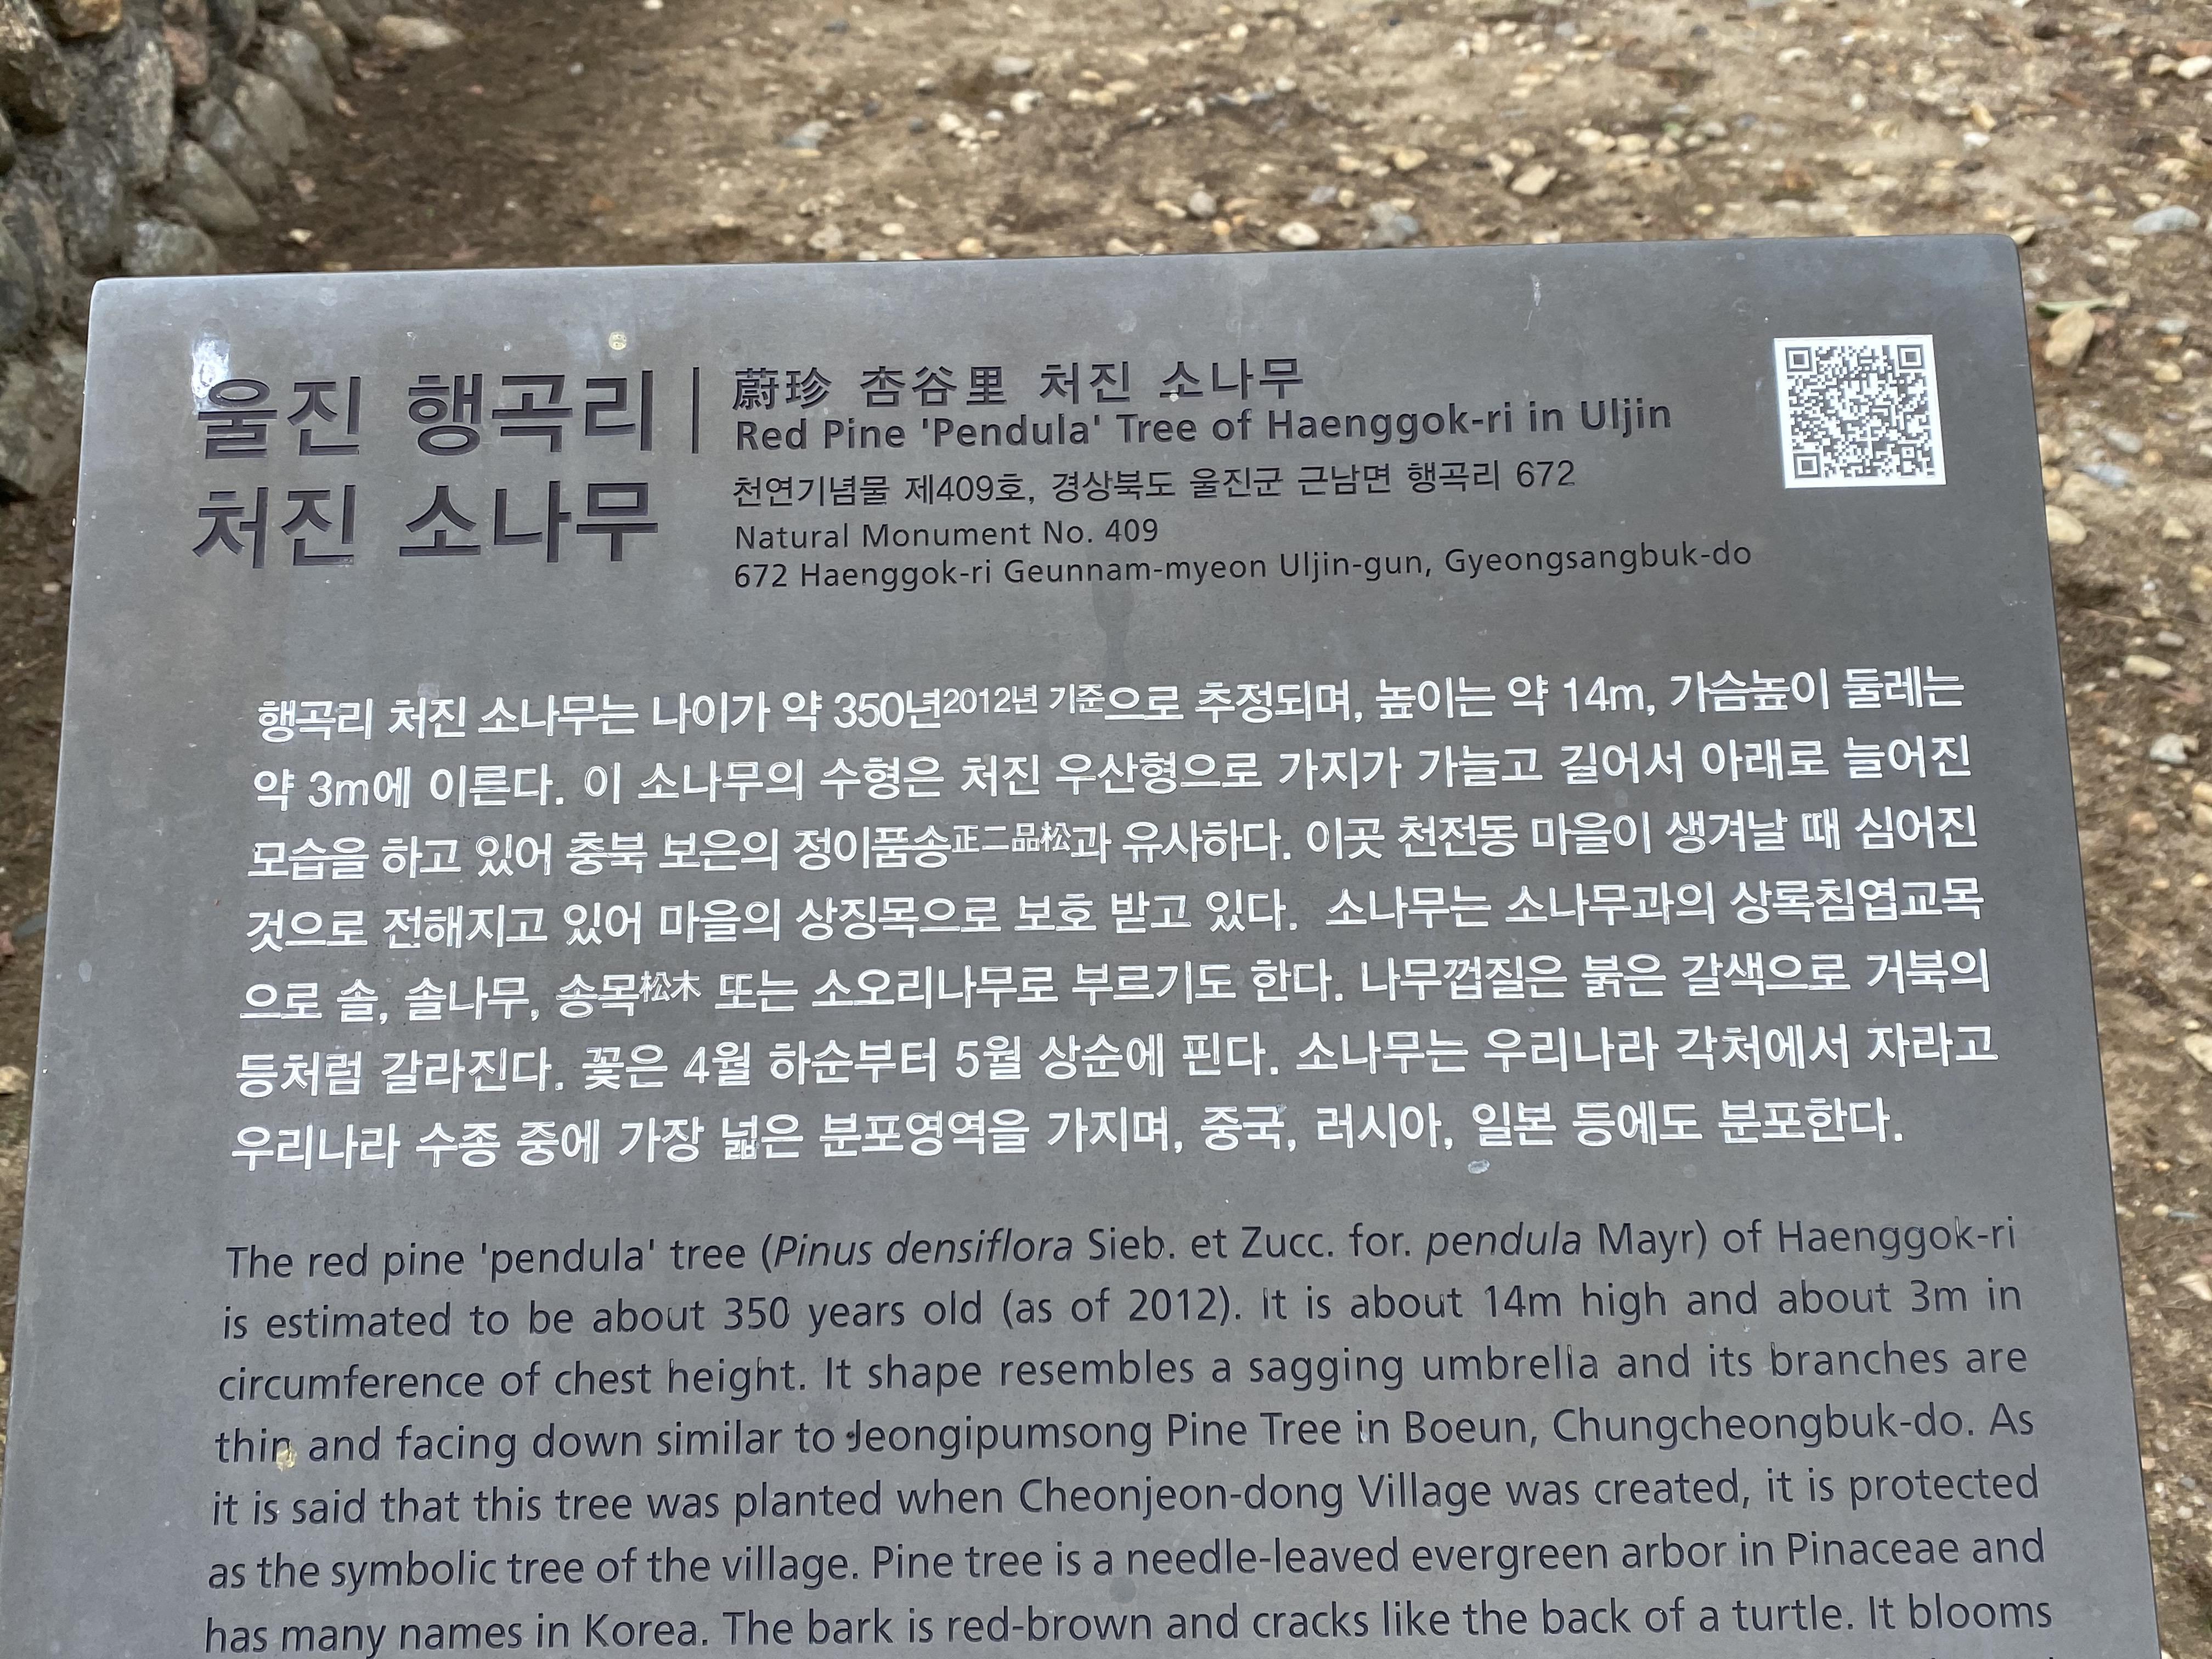 울진 행곡리
처진 소나무
蔚珍 杏谷里 처진 소나무
Red Pine 'Pendula' Tree of Haenggok-ri in Uljin
천연기념물 제409호, 경상북도 울진군 근남면 행곡리 672
Natural Monument No. 409
672 Haenggok-ri Geunnam-myeon Uljin-gun, Gyeongsangbuk-do
행곡리 처진 소나무는 나이가 약 350년2012년 기준으로 추정되며, 높이는 약 14m, 가슴높이 둘레는
약 3m에 이른다. 이 소나무의 수형은 처진 우산형으로 가지가 가늘고 길어서 아래로 늘어진
모습을 하고 있어 충북 보은의 정이품송正二品松과 유사하다. 이곳 천전동 마을이 생겨날 때 심어진
것으로 전해지고 있어 마을의 상징목으로 보호 받고 있다. 소나무는 소나무과의 상록침엽교목
으로 솔, 솔나무, 송목松木 또는 소오리나무로 부르기도 한다. 나무껍질은 붉은 갈색으로 거북의
등처럼 갈라진다. 꽃은 4월 하순부터 5월 상순에 핀다. 소나무는 우리나라 각처에서 자라고
우리나라 수종 중에 가장 넓은 분포영역을 가지며, 중국, 러시아, 일본 등에도 분포한다.
The red pine 'pendula' tree (Pinus densiflora Sieb. et Zucc. for. pendula Mayr) of Haenggok-ri
is estimated to be about 350 years old (as of 2012). It is about 14m high and about 3m in
circumference of chest height. It shape resembles a sagging umbrella and its branches are
thin and facing down similar to Jeongipumsong Pine Tree in Boeun, Chungcheongbuk-do. As
it is said that this tree was planted when Cheonjeon-dong Village was created, it is protected
as the symbolic tree of the village. Pine tree is a needle-leaved evergreen arbor in Pinaceae and
has many names in Korea. The bark is red-brown and cracks like the back of a turtle. It blooms